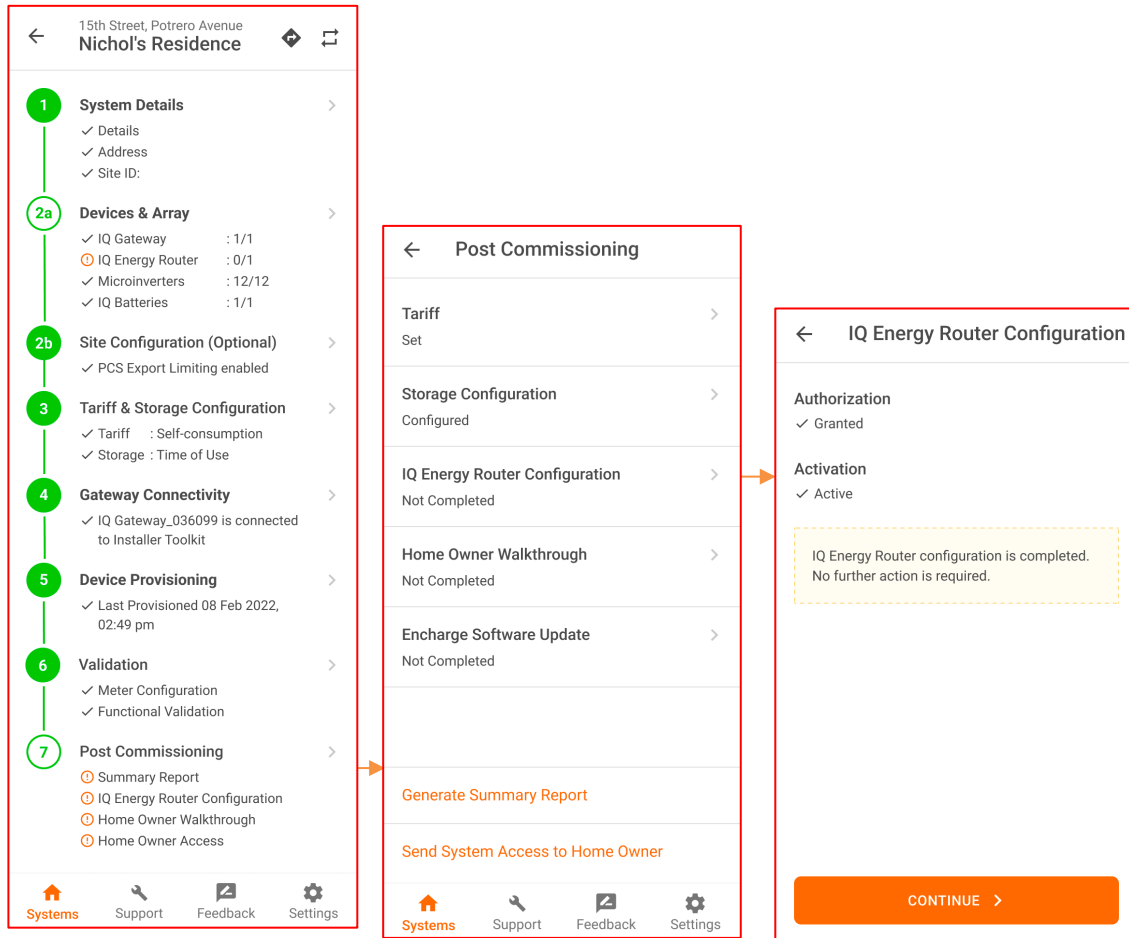 15th Street, Potrero Avenue
Nichol's Residence
1 System Details
Details
Address
Site ID:
2a Devices & Array
IQ Gateway : 1/1
IQ Energy Router : 0/1
Microinverters : 12/12
IQ Batteries : 1/1
2b Site Configuration (Optional)
PCS Export Limiting enabled
3 Tariff & Storage Configuration
Tariff : Self-consumption
Storage : Time of Use
4 Gateway Connectivity
IQ Gateway_036099 is connected
to Installer Toolkit
5 Device Provisioning
Last Provisioned 08 Feb 2022,
02:49 pm
6 Validation
Meter Configuration
Functional Validation
7 Post Commissioning
Summary Report
IQ Energy Router Configuration
Home Owner Walkthrough
Home Owner Access
Systems Support Feedback Settings
Post Commissioning
Tariff
Set
Storage Configuration
Configured
IQ Energy Router Configuration
Not Completed
Home Owner Walkthrough
Not Completed
Encharge Software Update
Not Completed
Generate Summary Report
Send System Access to Home Owner
Systems Support Feedback Settings
IQ Energy Router Configuration
Authorization
Granted
Activation
Active
IQ Energy Router configuration is completed.
No further action is required.
CONTINUE